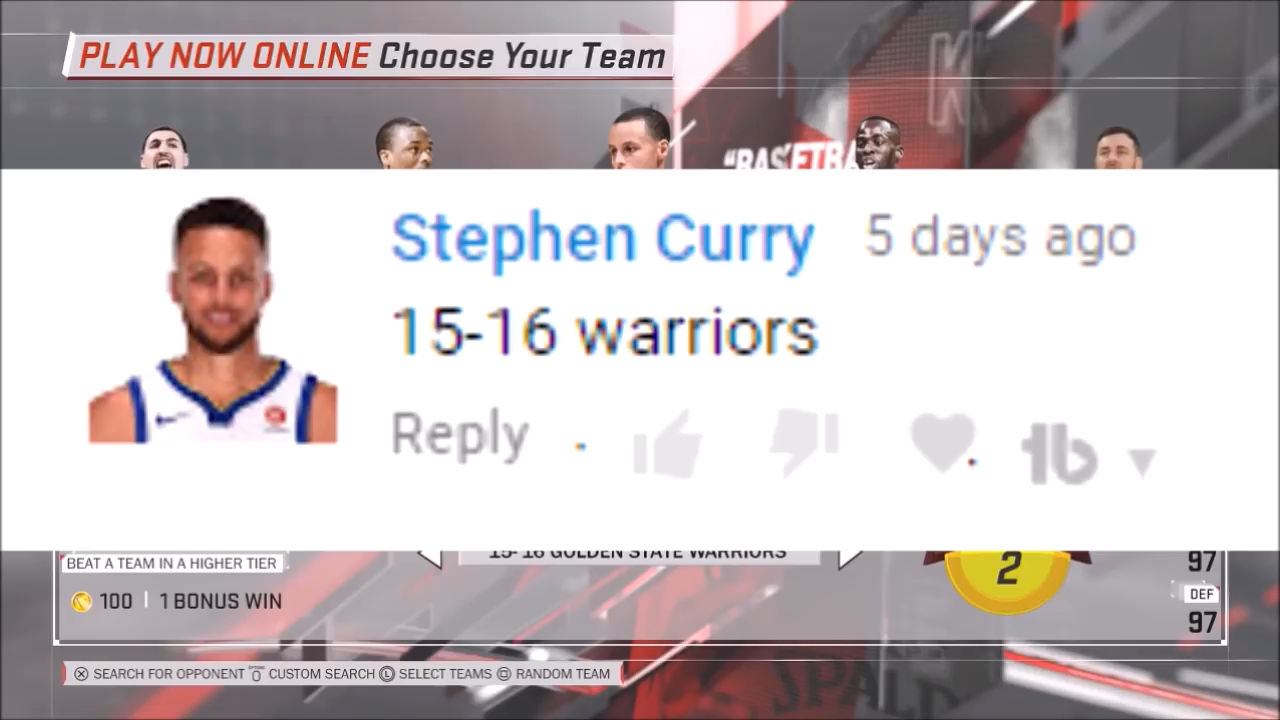 PLAY NOW ONLINE Choose Your Team
"BASKETBA
Stephen Curry 5 days ago
15-16 warriors
Reply
BEAT A TEAM IN A HIGHER TIER
15-16 GOLDEN STATE WARRIORS
2
97
100 | 1 BONUS WIN
DEF
97
SEARCH FOR OPPONENT CUSTOM SEARCH L SELECT TEAMS RANDOM TEAM